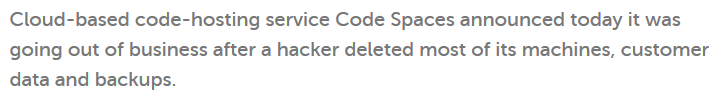 Cloud-based code-hosting service Code Spaces announced today it was
going out of business after a hacker deleted most of its machines, customer
data and backups.